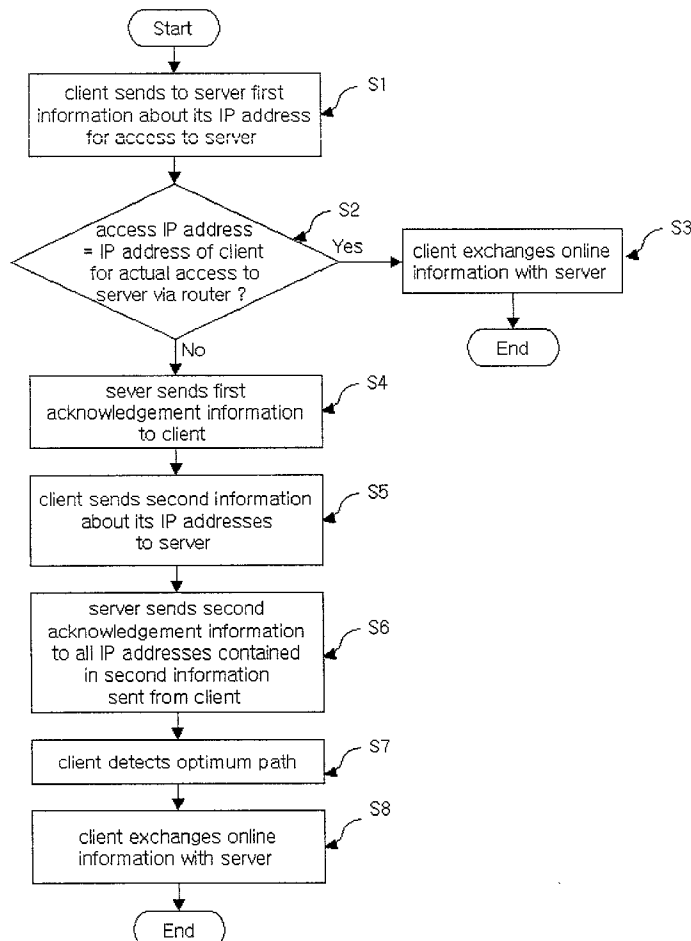 Start
client sends to server first
information about its IP address
for access to server
S1
access IP address
= IP address of client
for actual access to
server via router ?
S2
Yes
client exchanges online
information with server
S3
End
No
sever sends first
acknowledgement information
to client
S4
client sends second information
about its IP addresses
to server
S5
server sends second
acknowledgement information
to all IP addresses contained
in second information
sent from client
S6
client detects optimum path
S7
client exchanges online
information with server
S8
End